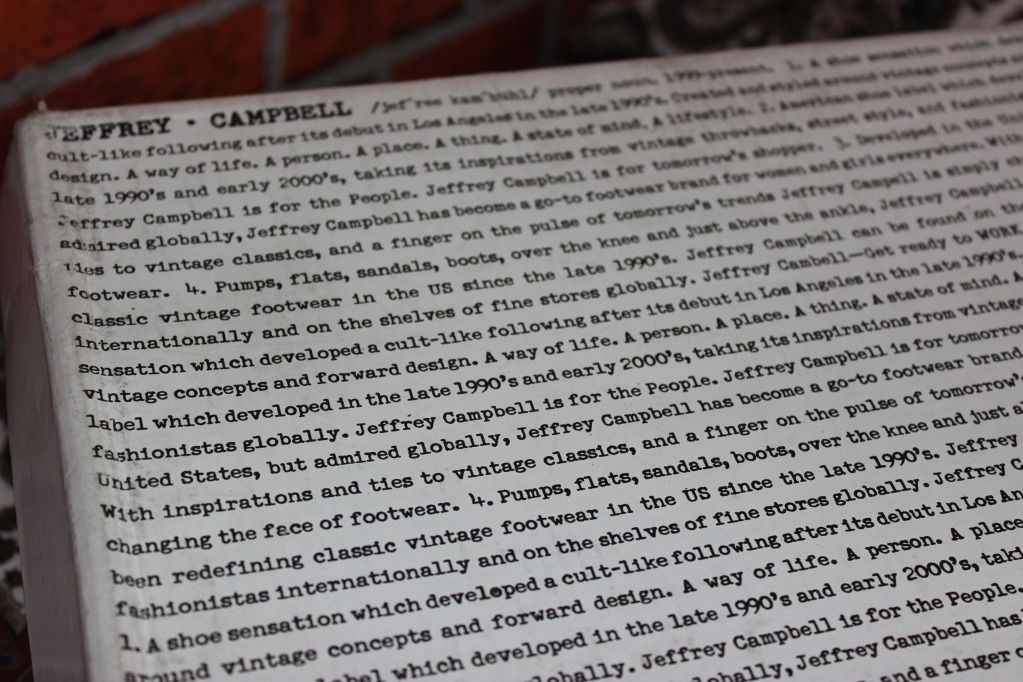 JEFFREY • CAMPBELL /jef'ree kam'buhl/ proper noun. 1999-present. 1. A shoe sensation which
cult-like following after its debut in Los Angeles in the late 1990's. Created and styled around vintage concepts
design. A way of life. A person. A place. A thing. A state of mind. A lifestyle. 2. American shoe label which
late 1990's and early 2000's, taking its inspirations from vintage throwbacks, street style, and
Jeffrey Campbell is for the People. Jeffrey Campbell is for tomorrow's shopper. 3. Developed in the
admired globally, Jeffrey Campbell has become a go-to footwear brand for women and girls everywhere. With
ties to vintage classics, and a finger on the pulse of tomorrow's trends Jeffrey Campell is simply
footwear. 4. Pumps, flats, sandals, boots, over the knee and just above the ankle, Jeffrey Campbell
classic vintage footwear in the US since the late 1990's. Jeffrey Campbell can be found on the
internationally and on the shelves of fine stores globally. Jeffrey Cambell—Get ready to WORK
sensation which developed a cult-like following after its debut in Los Angeles in the late 1990's.
vintage concepts and forward design. A way of life. A person. A place. A thing. A state of mind. A
label which developed in the late 1990's and early 2000's, taking its inspirations from vintage
fashionistas globally. Jeffrey Campbell is for the People. Jeffrey Campbell is for
United States, but admired globally, Jeffrey Campbell has become a go-to footwear brand
With inspirations and ties to vintage classics, and a finger on the pulse of tomorrow's
changing the face of footwear. 4. Pumps, flats, sandals, boots, over the knee and just
been redefining classic vintage footwear in the US since the late 1990's. Jeffrey
fashionistas internationally and on the shelves of fine stores globally. Jeffrey
1. A shoe sensation which developed a cult-like following after its debut in Los
around vintage concepts and forward design. A way of life. A person. A place
label which developed in the late 1990's and early 2000's,
globally. Jeffrey Campbell is for the People.
globally, Jeffrey Campbell has
and a finger